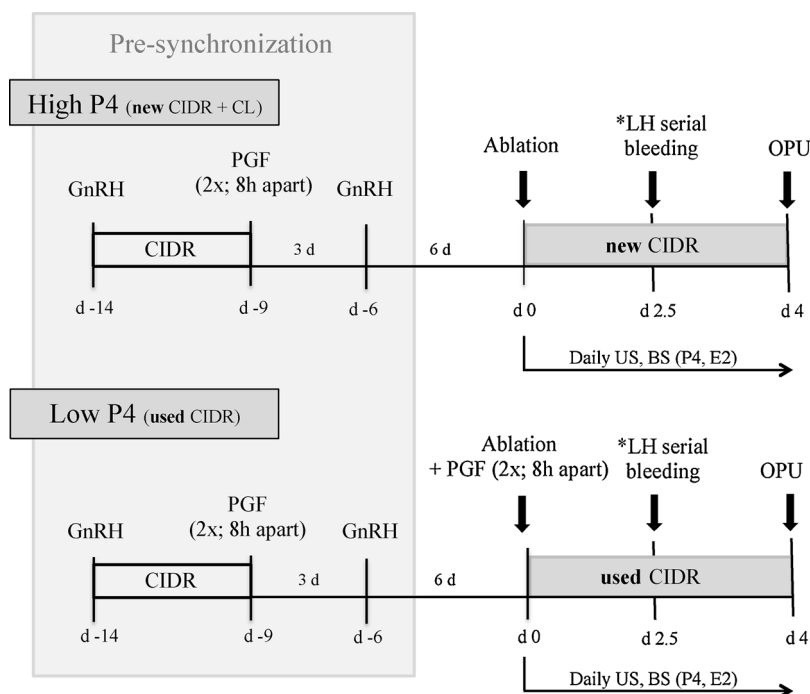 Pre-synchronization
High P4 (new CIDR + CL)
Ablation
*LH serial
bleeding
OPU
PGF
(2x; 8h apart)
GnRH
GnRH
CIDR
3 d
6 d
new CIDR
d -14
d -9
d -6
d 0
d 2.5
d 4
Daily US, BS (P4, E2)
Low P4 (used CIDR)
Ablation
+ PGF (2x; 8h apart)
*LH serial
bleeding
OPU
PGF
(2x; 8h apart)
GnRH
GnRH
CIDR
3 d
6 d
used CIDR
d -14
d -9
d -6
d 0
d 2.5
d 4
Daily US, BS (P4, E2)